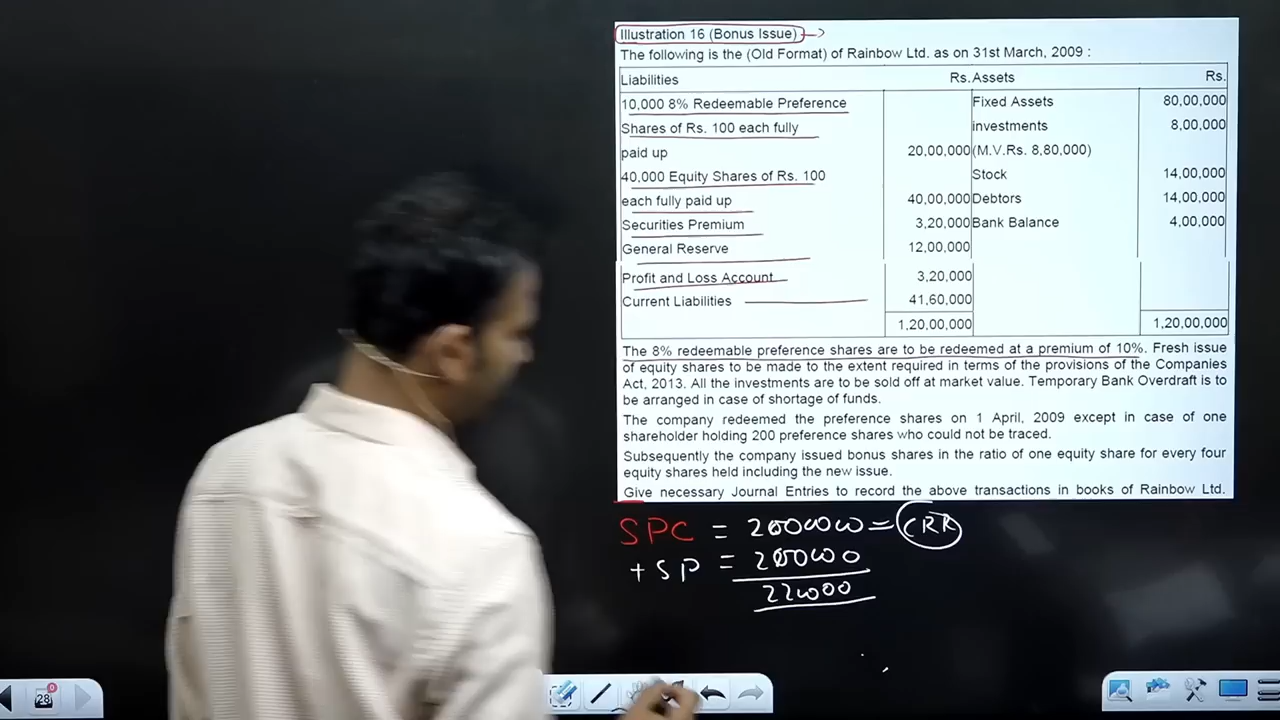 Illustration 16 (Bonus Issue)
The following is the (Old Format) of Rainbow Ltd. as on 31st March, 2009 :
Liabilities Rs. Assets Rs.
10,000 8% Redeemable Preference Fixed Assets 80,00,000
Shares of Rs. 100 each fully investments 8,00,000
paid up 20,00,000 (M.V.Rs. 8,80,000)
40,000 Equity Shares of Rs. 100 Stock 14,00,000
each fully paid up 40,00,000 Debtors 14,00,000
Securities Premium 3,20,000 Bank Balance 4,00,000
General Reserve 12,00,000
Profit and Loss Account 3,20,000
Current Liabilities 41,60,000
1,20,00,000 1,20,00,000
The 8% redeemable preference shares are to be redeemed at a premium of 10%. Fresh issue
of equity shares to be made to the extent required in terms of the provisions of the Companies
Act, 2013. All the investments are to be sold off at market value. Temporary Bank Overdraft is to
be arranged in case of shortage of funds.
The company redeemed the preference shares on 1 April, 2009 except in case of one
shareholder holding 200 preference shares who could not be traced.
Subsequently the company issued bonus shares in the ratio of one equity share for every four
equity shares held including the new issue.
Give necessary Journal Entries to record the above transactions in books of Rainbow Ltd.
SPC = 2000000 = CRR
+SP = 200000
28